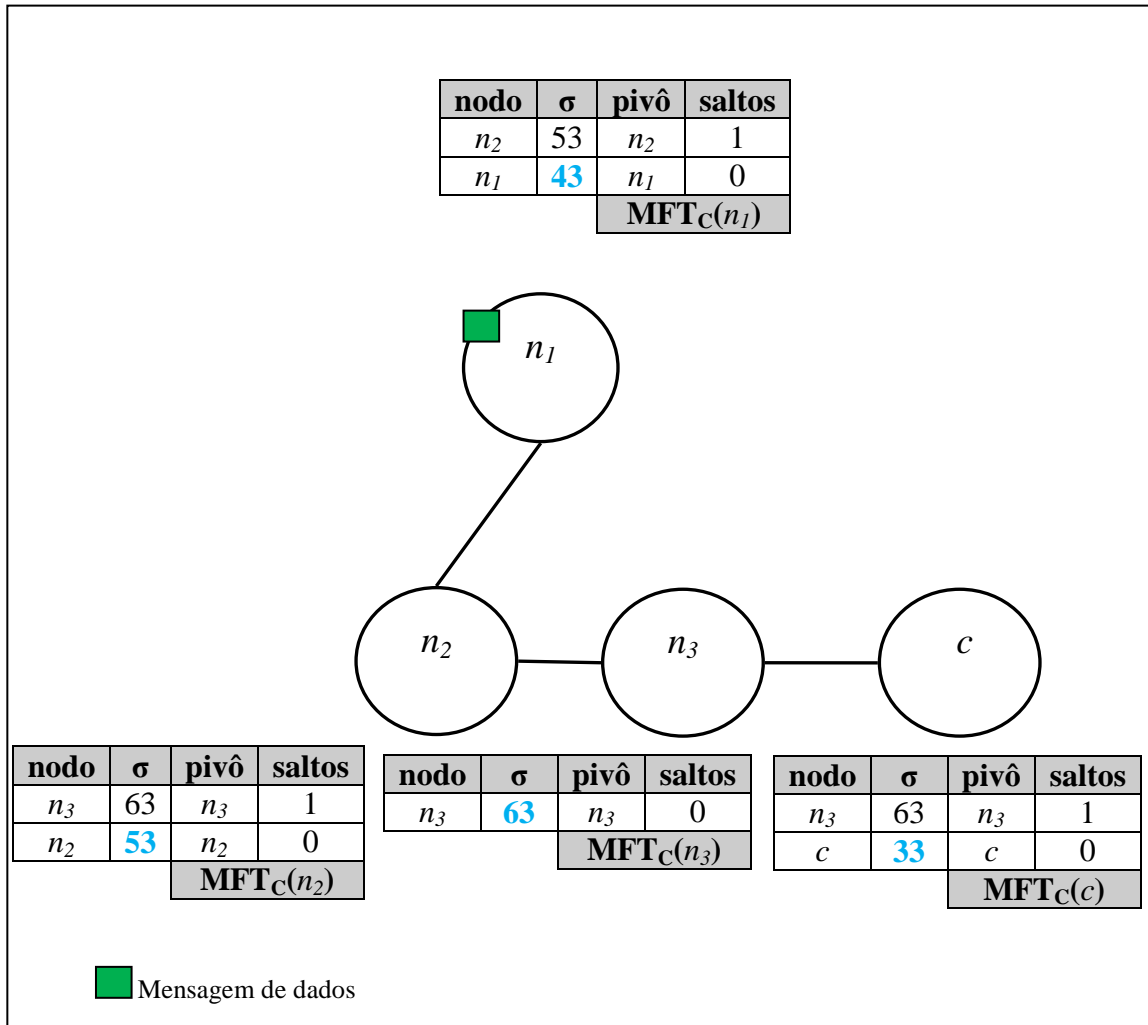 nodo σ pivô saltos
n2 53 n2 1
n1 43 n1 0
MFTC(n1)
n1
n2 n3 c
nodo σ pivô saltos
n3 63 n3 1
n2 53 n2 0
MFTC(n2)
nodo σ pivô saltos
n3 63 n3 0
MFTC(n3)
nodo σ pivô saltos
n3 63 n3 1
c 33 c 0
MFTC(c)
Mensagem de dados